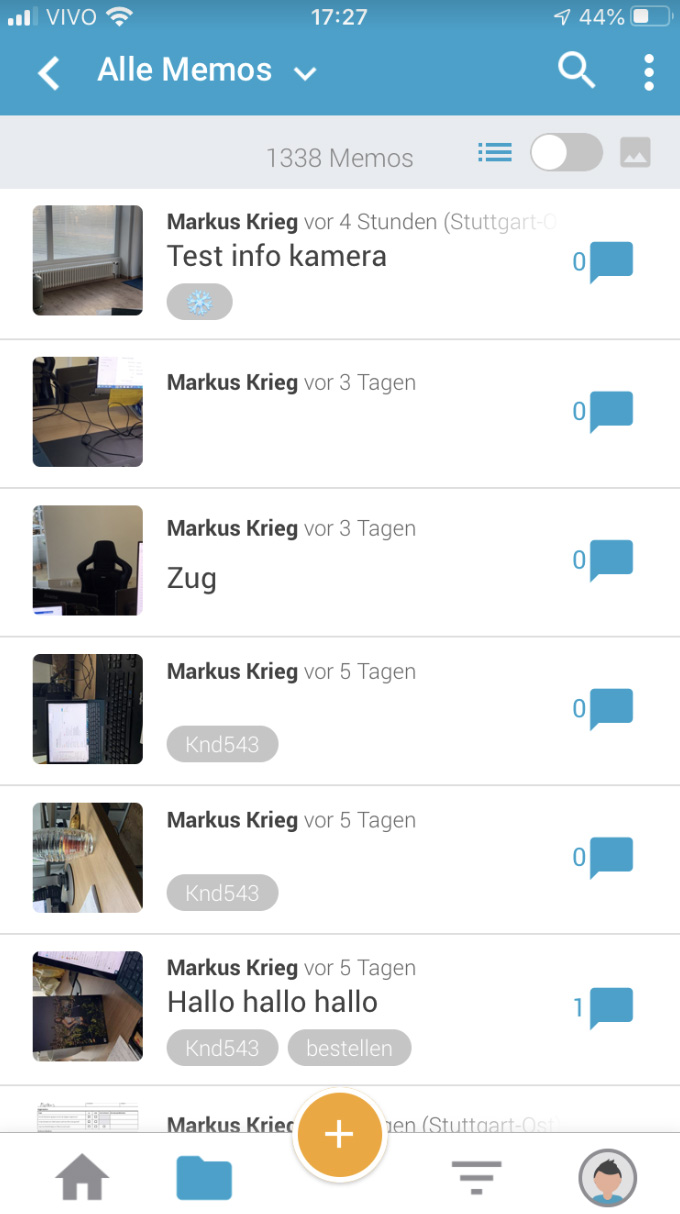 VIVO 17:27 44%
Alle Memos
1338 Memos
Markus Krieg vor 4 Stunden (Stuttgart-O
Test info kamera
0
Markus Krieg vor 3 Tagen
0
Markus Krieg vor 3 Tagen
Zug
0
Markus Krieg vor 5 Tagen
0
Knd543
Markus Krieg vor 5 Tagen
0
Knd543
Markus Krieg vor 5 Tagen
Hallo hallo hallo
1
Knd543 bestellen
Markus Krieg gen (Stuttgart-Ost